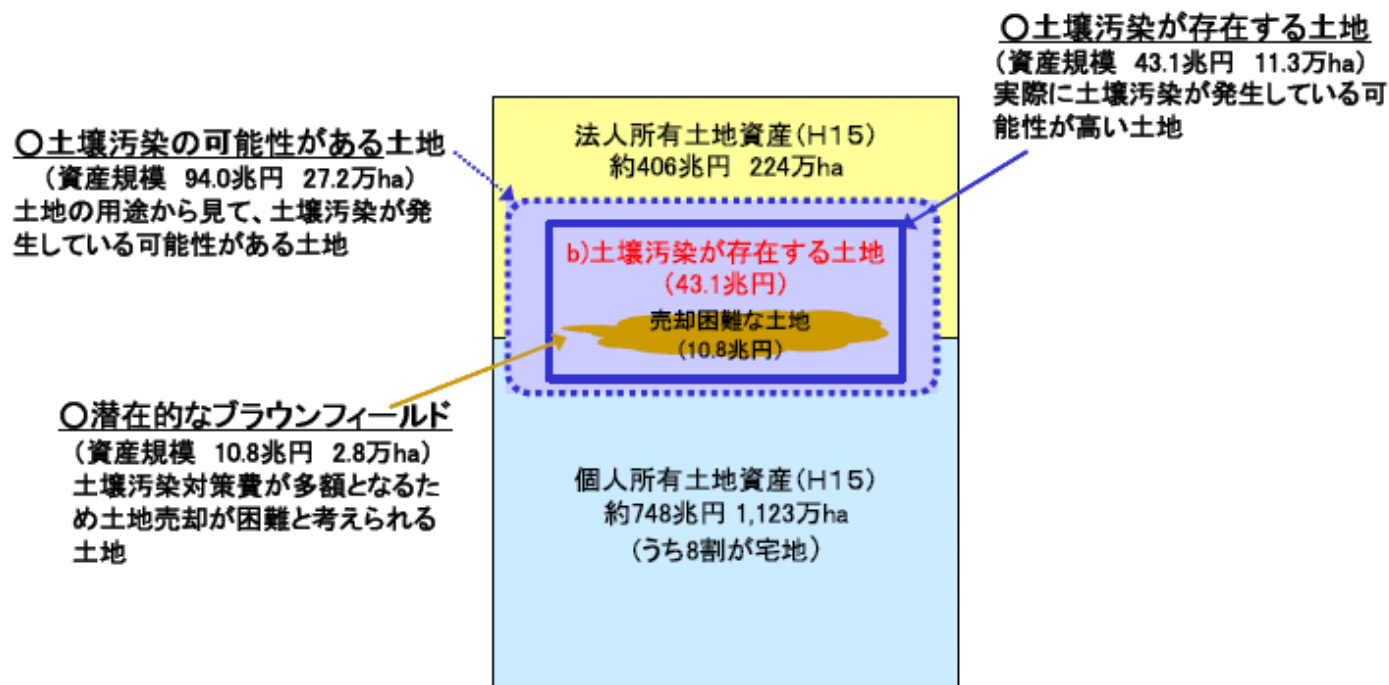 〇土壌汚染が存在する土地
（資産規模 43.1兆円 11.3万ha）
実際に土壌汚染が発生している可
能性が高い土地
〇土壌汚染の可能性がある土地
（資産規模 94.0兆円 27.2万ha）
土地の用途から見て、土壌汚染が発
生している可能性がある土地
法人所有土地資産（H15）
約406兆円 224万ha
b)土壌汚染が存在する土地
（43.1兆円）
売却困難な土地
（10.8兆円）
〇潜在的なブラウンフィールド
（資産規模 10.8兆円 2.8万ha）
土壌汚染対策費が多額となるた
め土地売却が困難と考えられる
土地
個人所有土地資産（H15）
約748兆円 1,123万ha
（うち8割が宅地）